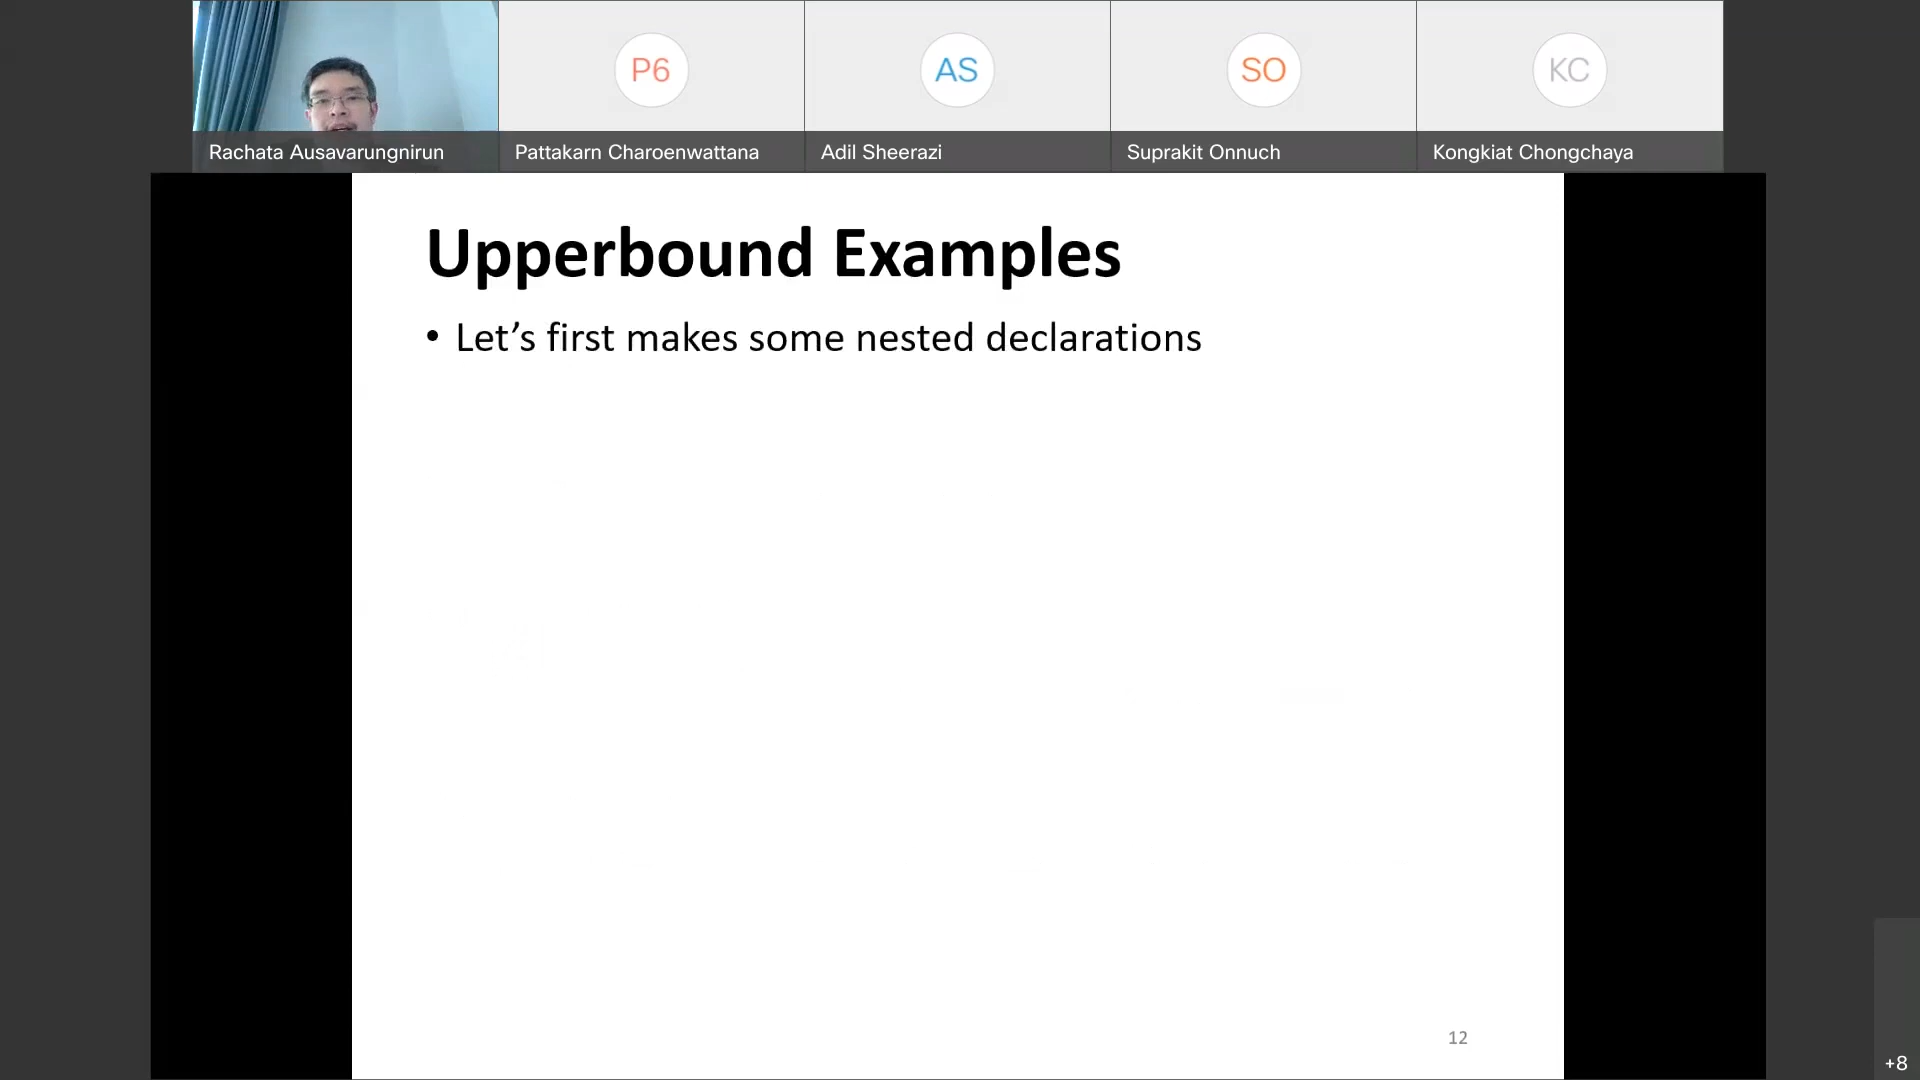 P6
AS
SO
KC
Rachata Ausavarungnirun
Pattakarn Charoenwattana
Adil Sheerazi
Suprakit Onnuch
Kongkiat Chongchaya
Upperbound Examples
• Let’s first makes some nested declarations
12
+8